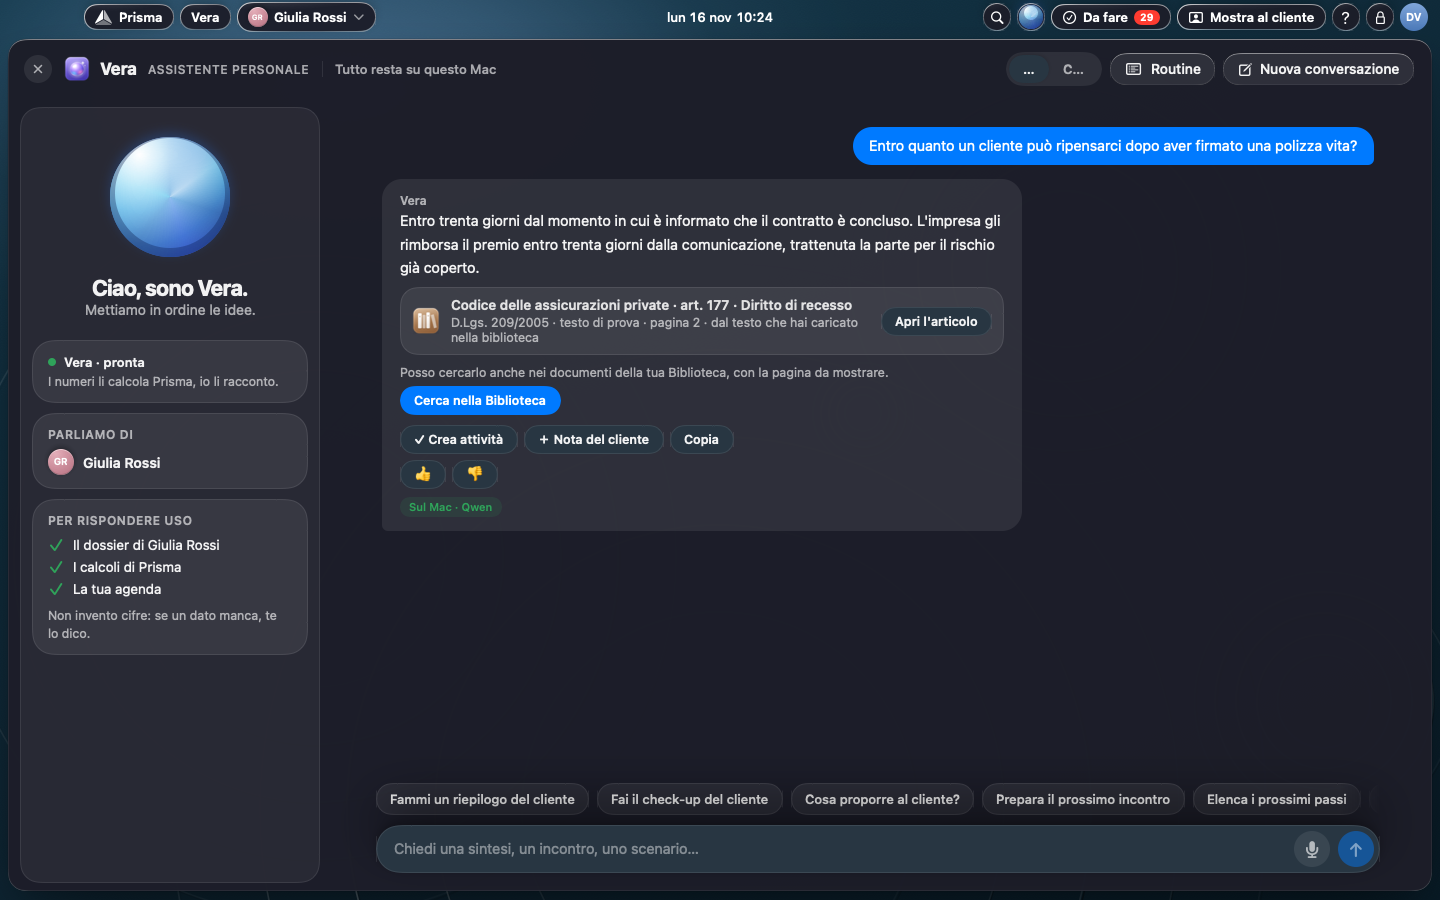 Prisma
Vera
GR Giulia Rossi
lun 16 nov 10:24
Da fare 29
Mostra al cliente
?
DV
Vera ASSISTENTE PERSONALE
Tutto resta su questo Mac
...
C...
Routine
Nuova conversazione
Ciao, sono Vera.
Mettiamo in ordine le idee.
Vera · pronta
I numeri li calcola Prisma, io li racconto.
PARLIAMO DI
GR Giulia Rossi
PER RISPONDERE USO
Il dossier di Giulia Rossi
I calcoli di Prisma
La tua agenda
Non invento cifre: se un dato manca, te
lo dico.
Entro quanto un cliente può ripensarci dopo aver firmato una polizza vita?
Vera
Entro trenta giorni dal momento in cui è informato che il contratto è concluso. L'impresa gli
rimborsa il premio entro trenta giorni dalla comunicazione, trattenuta la parte per il rischio
già coperto.
Codice delle assicurazioni private · art. 177 · Diritto di recesso
D.Lgs. 209/2005 · testo di prova · pagina 2 · dal testo che hai caricato
nella biblioteca
Apri l'articolo
Posso cercarlo anche nei documenti della tua Biblioteca, con la pagina da mostrare.
Cerca nella Biblioteca
✓ Crea attività
+ Nota del cliente
Copia
Sul Mac · Qwen
Fammi un riepilogo del cliente
Fai il check-up del cliente
Cosa proporre al cliente?
Prepara il prossimo incontro
Elenca i prossimi passi
Chiedi una sintesi, un incontro, uno scenario...